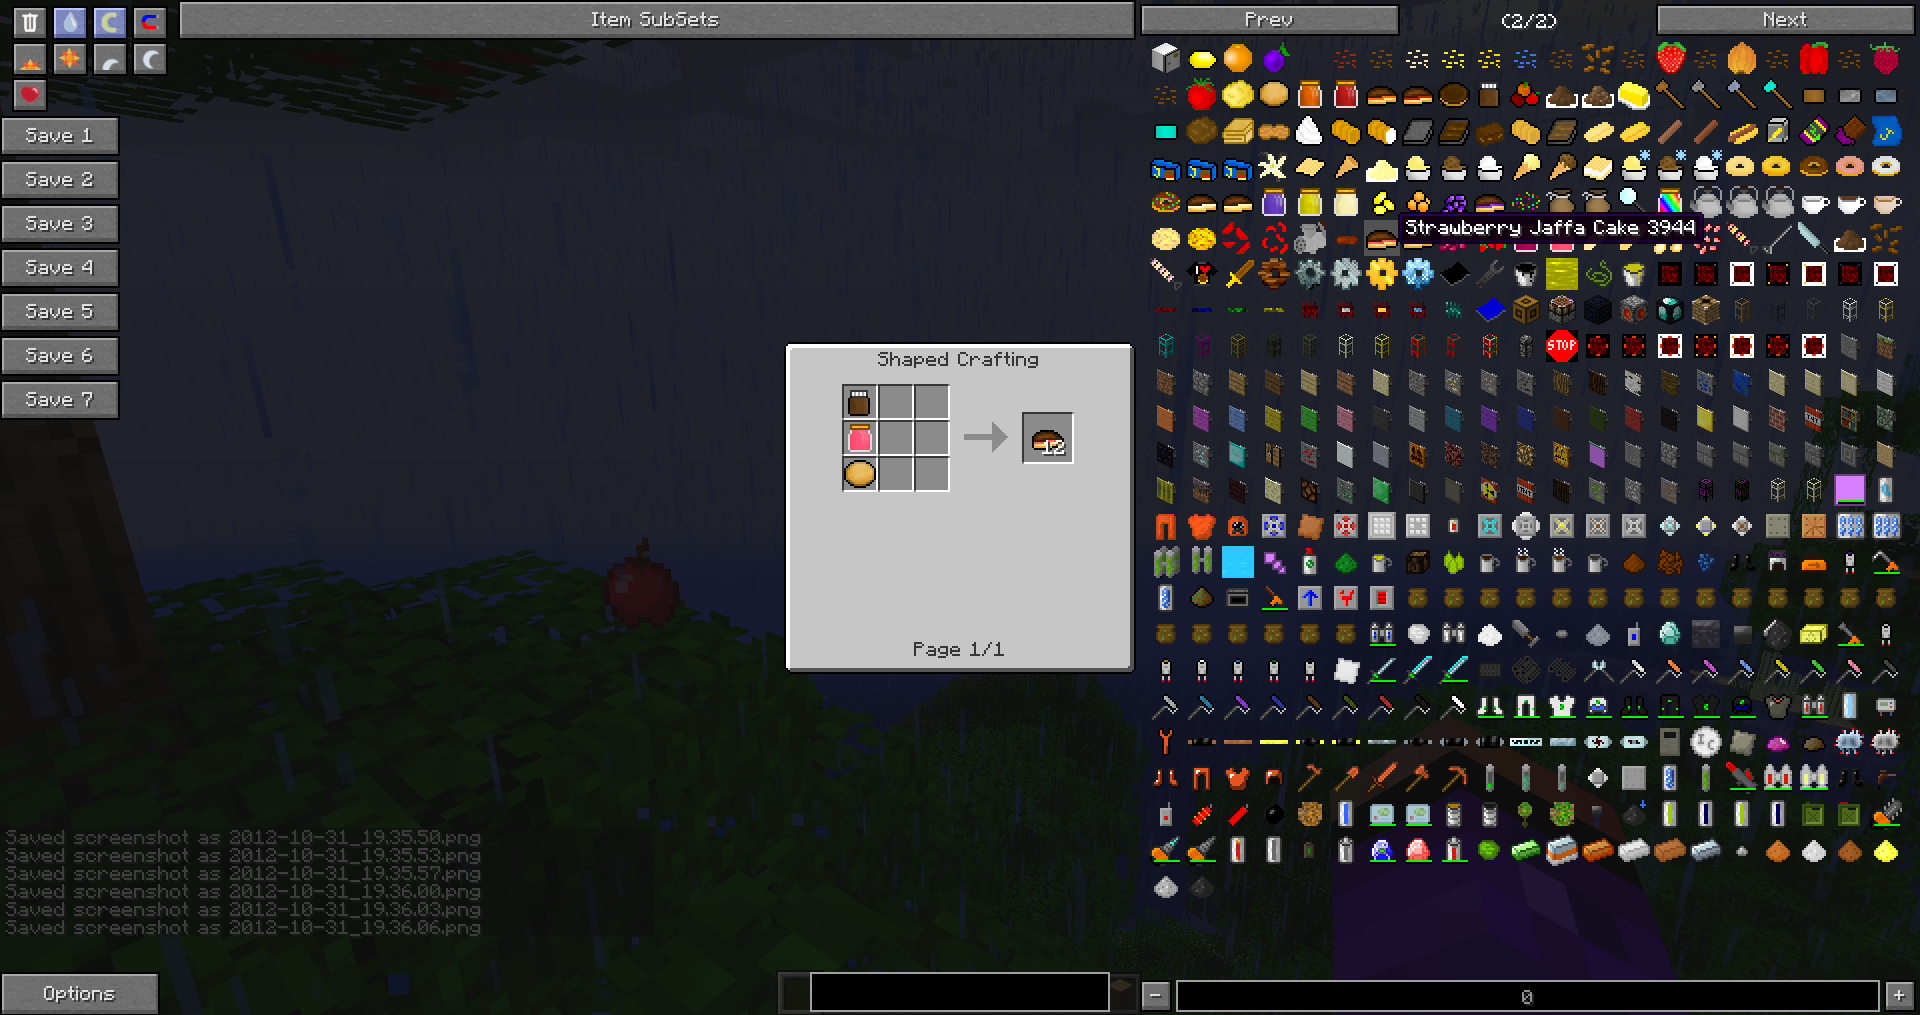 Item SubSets
Prev
(2/2)
Next
Save 1
Save 2
Save 3
Save 4
Save 5
Save 6
Save 7
Strawberry Jaffa Cake 3944
STOP
Shaped Crafting
12
Page 1/1
Saved screenshot as 2012-10-31_19.35.50.png
Saved screenshot as 2012-10-31_19.35.53.png
Saved screenshot as 2012-10-31_19.35.57.png
Saved screenshot as 2012-10-31_19.36.00.png
Saved screenshot as 2012-10-31_19.36.03.png
Saved screenshot as 2012-10-31_19.36.06.png
Options
-
0
+